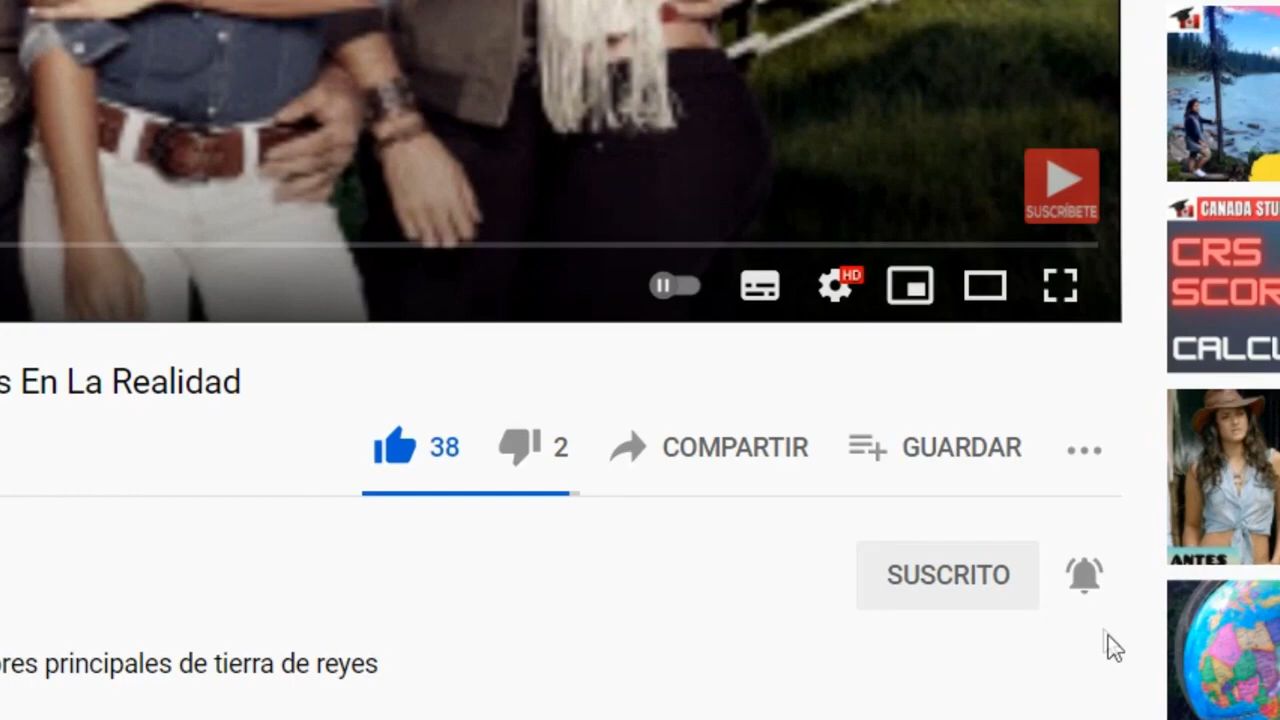 SUSCRÍBETE
HD
s En La Realidad
38
2
COMPARTIR
GUARDAR
SUSCRITO
ores principales de tierra de reyes
CANADA STU
CRS
SCOR
CALCU
ANTES